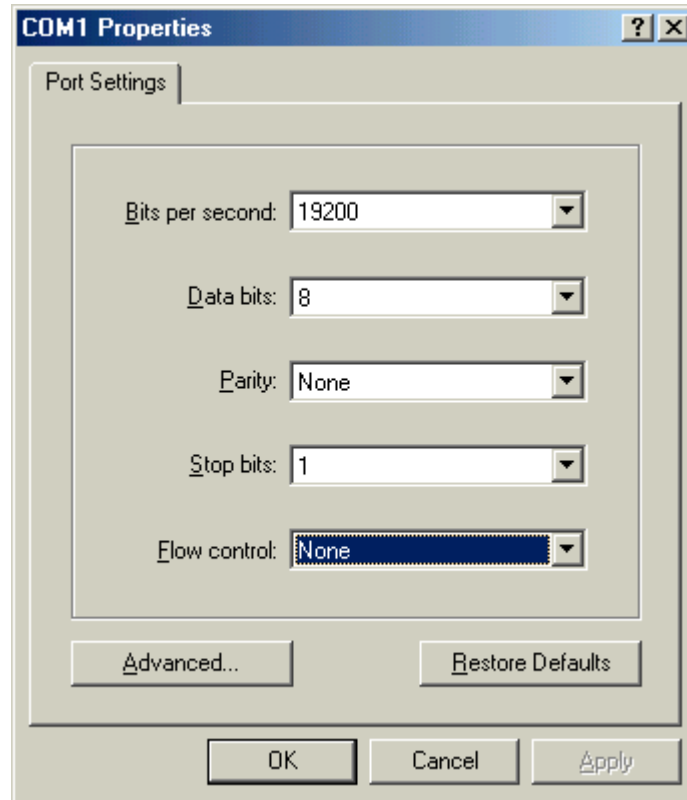 COM1 Properties
Port Settings
Bits per second: 19200
Data bits: 8
Parity: None
Stop bits: 1
Flow control: None
Advanced... Restore Defaults
OK Cancel Apply